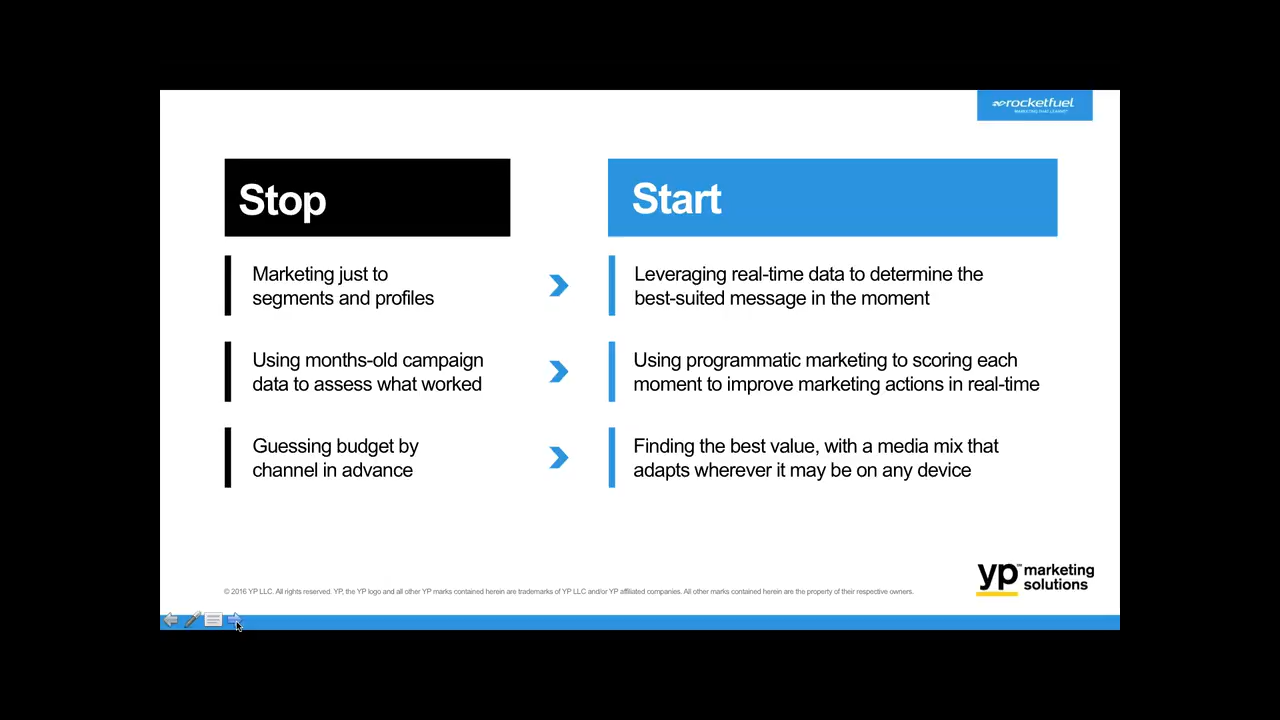 rocketfuel
MARKETING THAT LEARNS
Stop
Start
Marketing just to
segments and profiles
Leveraging real-time data to determine the
best-suited message in the moment
Using months-old campaign
data to assess what worked
Using programmatic marketing to scoring each
moment to improve marketing actions in real-time
Guessing budget by
channel in advance
Finding the best value, with a media mix that
adapts wherever it may be on any device
yp℠ marketing
solutions
© 2016 YP LLC. All rights reserved. YP, the YP logo and all other YP marks contained herein are trademarks of YP LLC and/or YP affiliated companies. All other marks contained herein are the property of their respective owners.